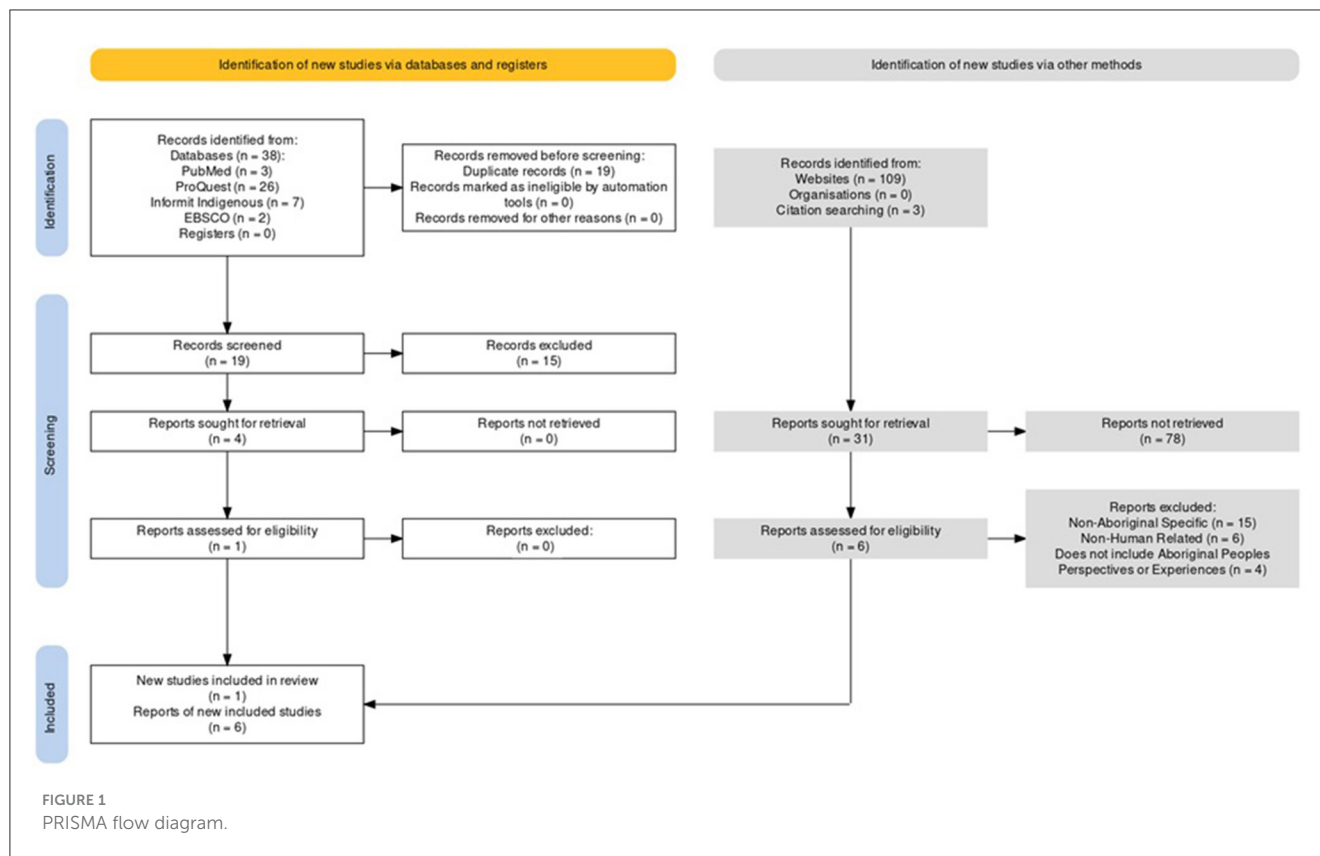 Identification of new studies via databases and registers
Identification of new studies via other methods
Identification
Records identified from:
Databases (n = 38):
PubMed (n = 3)
ProQuest (n = 26)
Informit Indigenous (n = 7)
EBSCO (n = 2)
Registers (n = 0)
Records removed before screening:
Duplicate records (n = 19)
Records marked as ineligible by automation
tools (n = 0)
Records removed for other reasons (n = 0)
Records identified from:
Websites (n = 109)
Organisations (n = 0)
Citation searching (n = 3)
Screening
Records screened
(n = 19)
Records excluded
(n = 15)
Reports sought for retrieval
(n = 4)
Reports not retrieved
(n = 0)
Reports sought for retrieval
(n = 31)
Reports not retrieved
(n = 78)
Reports assessed for eligibility
(n = 1)
Reports excluded:
(n = 0)
Reports assessed for eligibility
(n = 6)
Reports excluded:
Non-Aboriginal Specific (n = 15)
Non-Human Related (n = 6)
Does not include Aboriginal Peoples
Perspectives or Experiences (n = 4)
Included
New studies included in review
(n = 1)
Reports of new included studies
(n = 6)
FIGURE 1
PRISMA flow diagram.